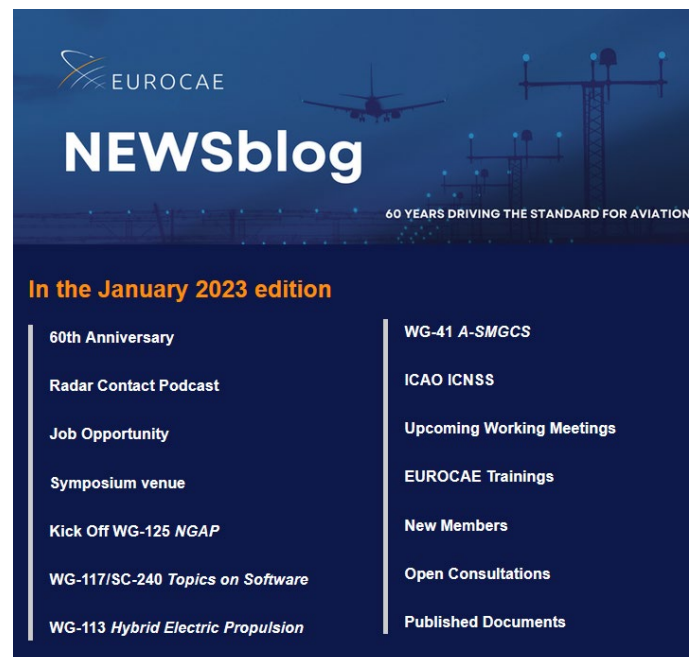 EUROCAE
NEWSblog
60 YEARS DRIVING THE STANDARD FOR AVIATION
In the January 2023 edition
60th Anniversary
Radar Contact Podcast
Job Opportunity
Symposium venue
Kick Off WG-125 NGAP
WG-117/SC-240 Topics on Software
WG-113 Hybrid Electric Propulsion
WG-41 A-SMGCS
ICAO ICNSS
Upcoming Working Meetings
EUROCAE Trainings
New Members
Open Consultations
Published Documents